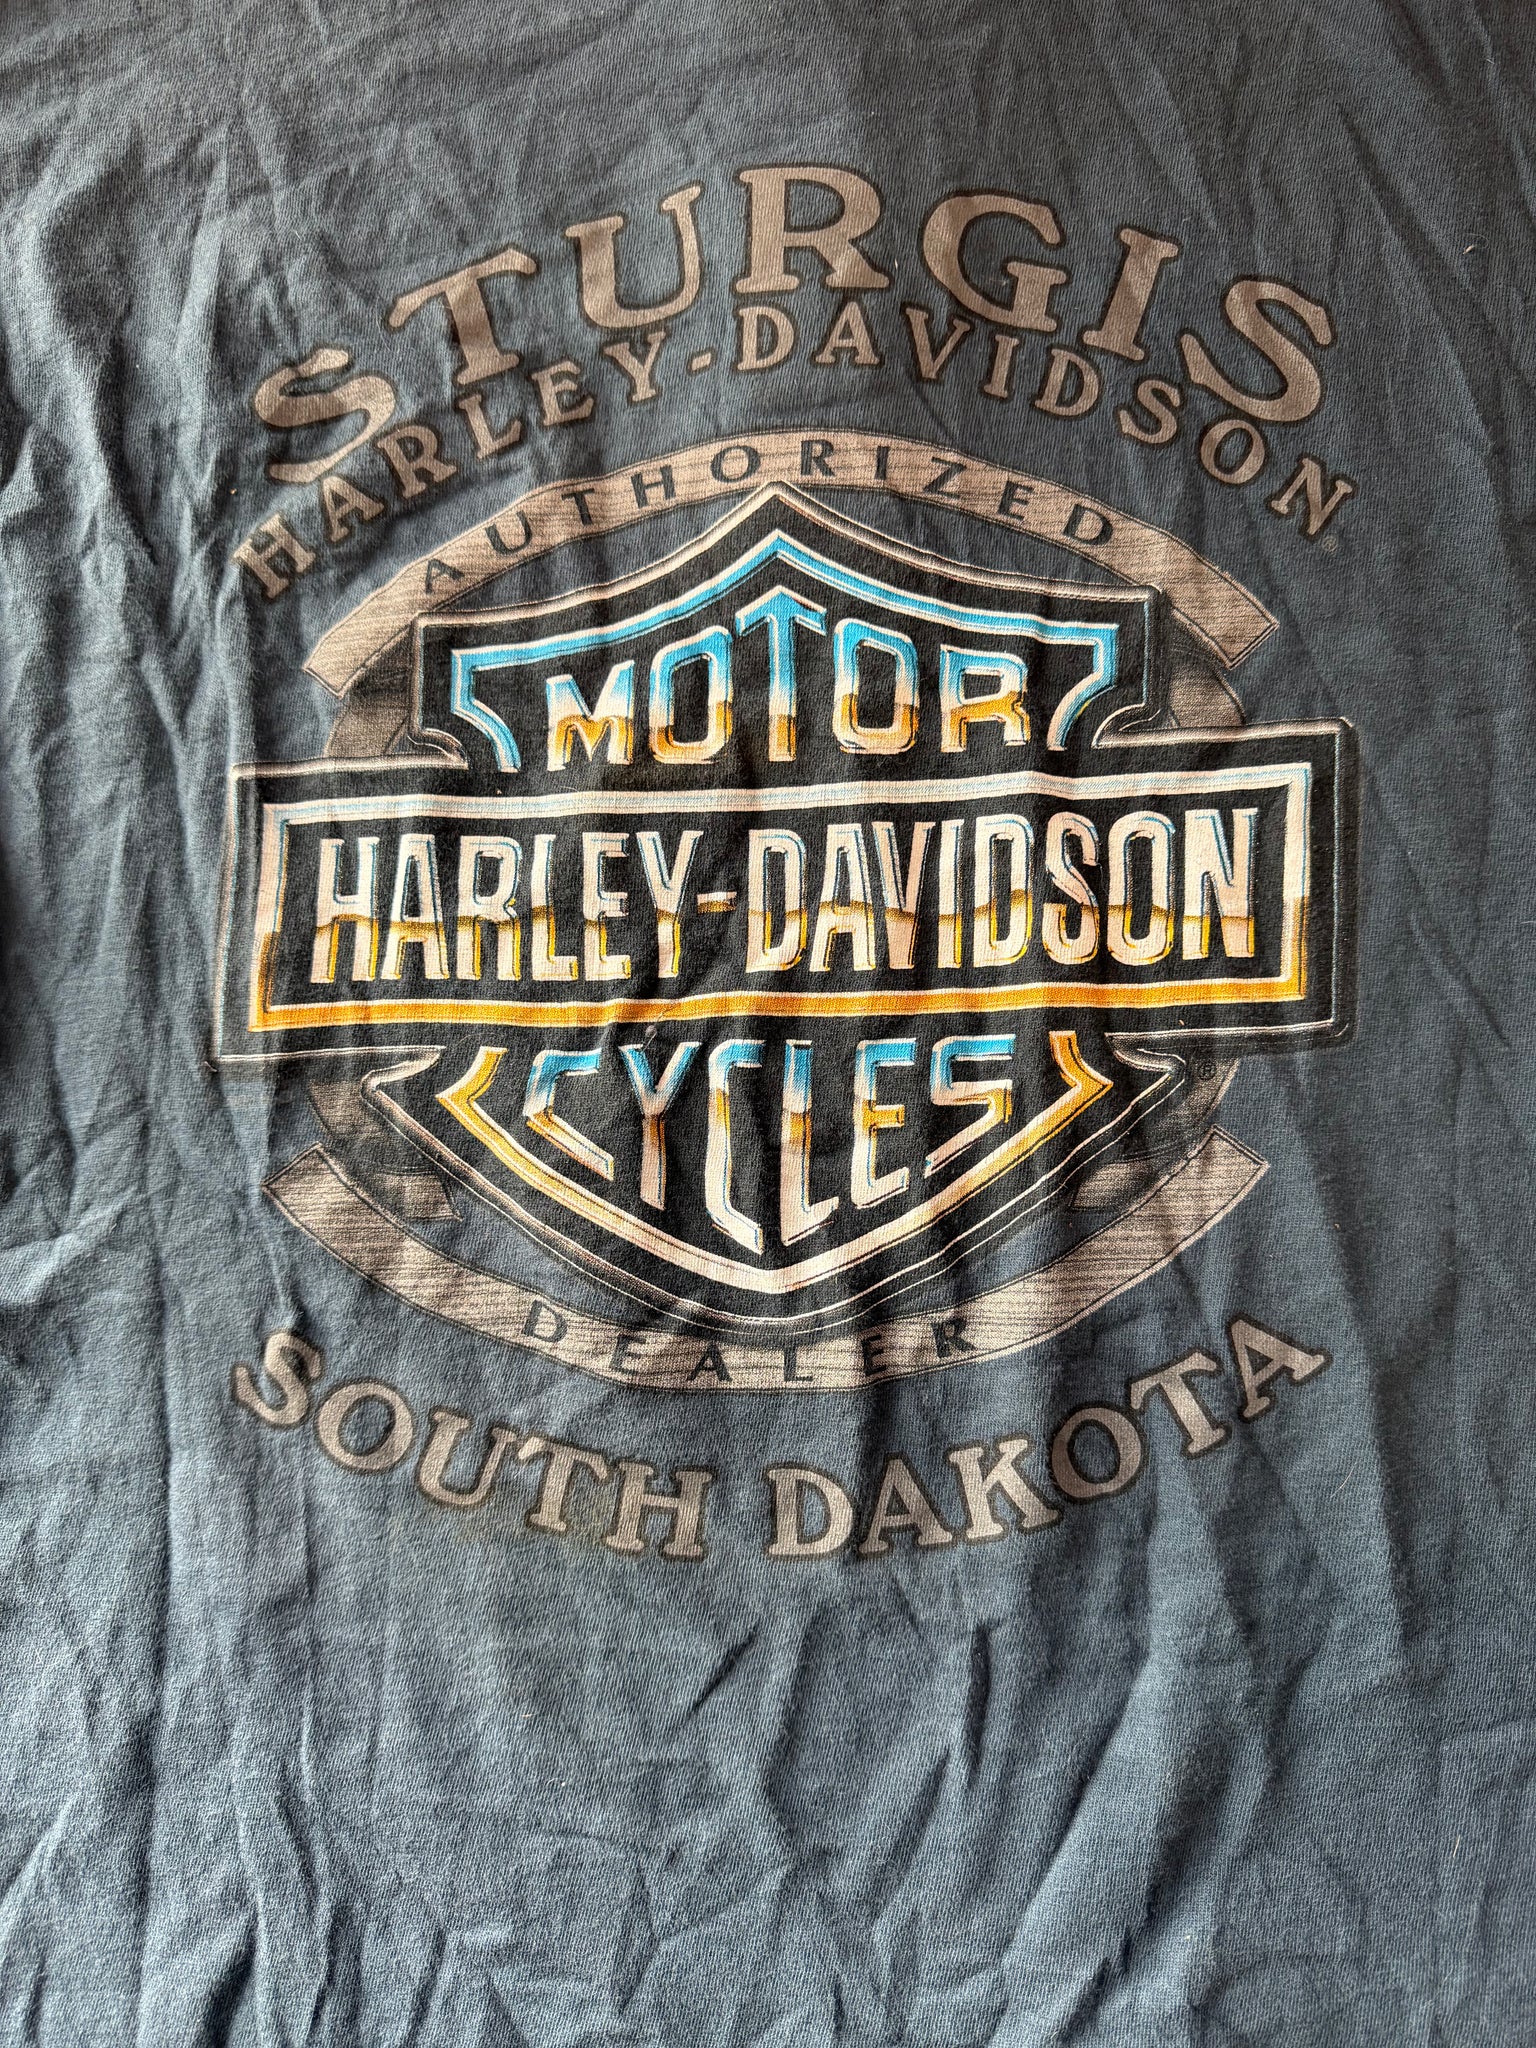 STURGIS
HARLEY-DAVIDSON®
AUTHORIZED
MOTOR
HARLEY-DAVIDSON
CYCLES
®
DEALER
SOUTH DAKOTA